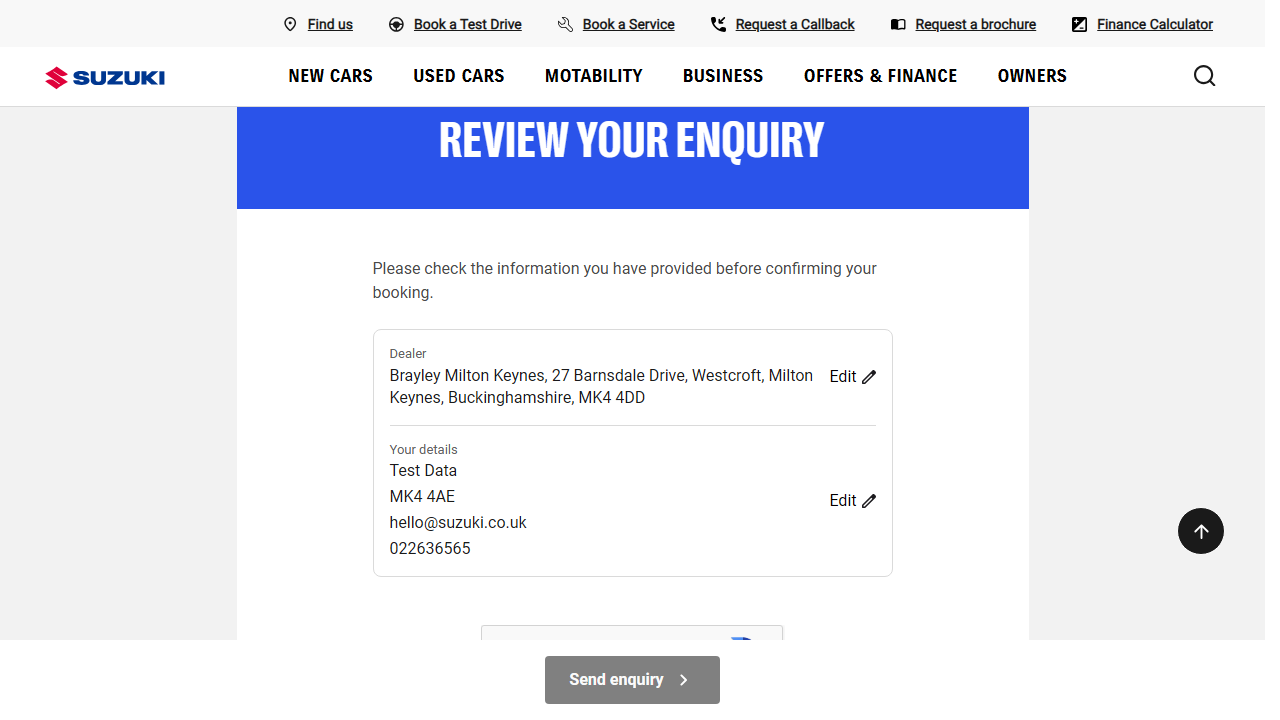 Find us
Book a Test Drive
Book a Service
Request a Callback
Request a brochure
Finance Calculator
SUZUKI
NEW CARS
USED CARS
MOTABILITY
BUSINESS
OFFERS & FINANCE
OWNERS
REVIEW YOUR ENQUIRY
Please check the information you have provided before confirming your
booking.
Dealer
Brayley Milton Keynes, 27 Barnsdale Drive, Westcroft, Milton
Keynes, Buckinghamshire, MK4 4DD
Edit
Your details
Test Data
MK4 4AE
hello@suzuki.co.uk
022636565
Edit
Send enquiry